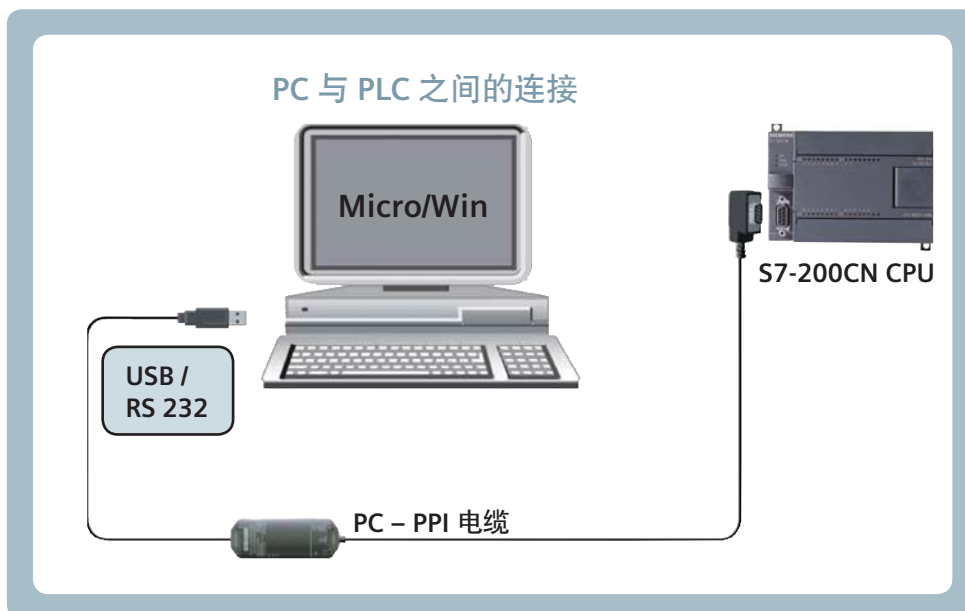 PC 与 PLC 之间的连接
Micro/Win
SIEMENS
S7-200CN CPU
USB /
RS 232
PC – PPI 电缆